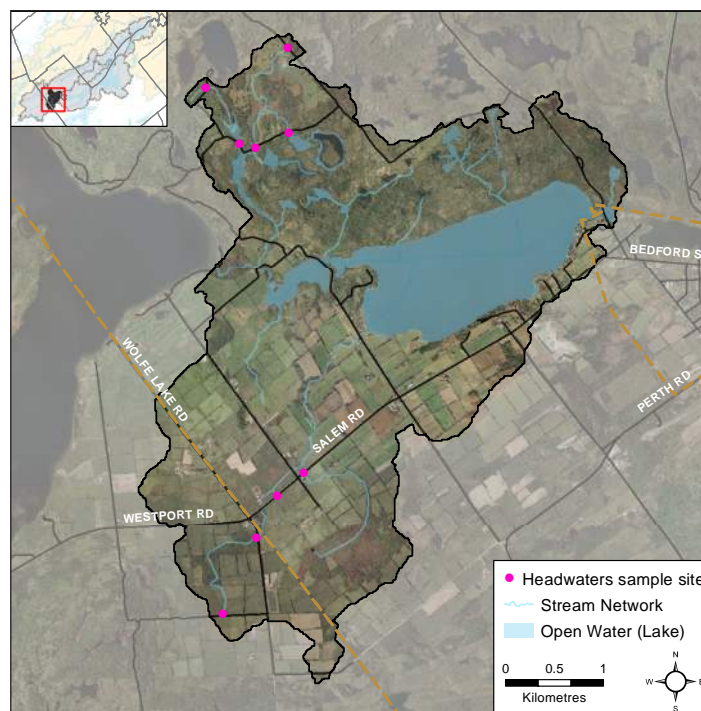 BEDFORD S
WOLFE LAKE RD
PERTH RD
SALEM RD
WESTPORT RD
Headwaters sample site
Stream Network
Open Water (Lake)
0 0.5 1
Kilometres
N
W E
S